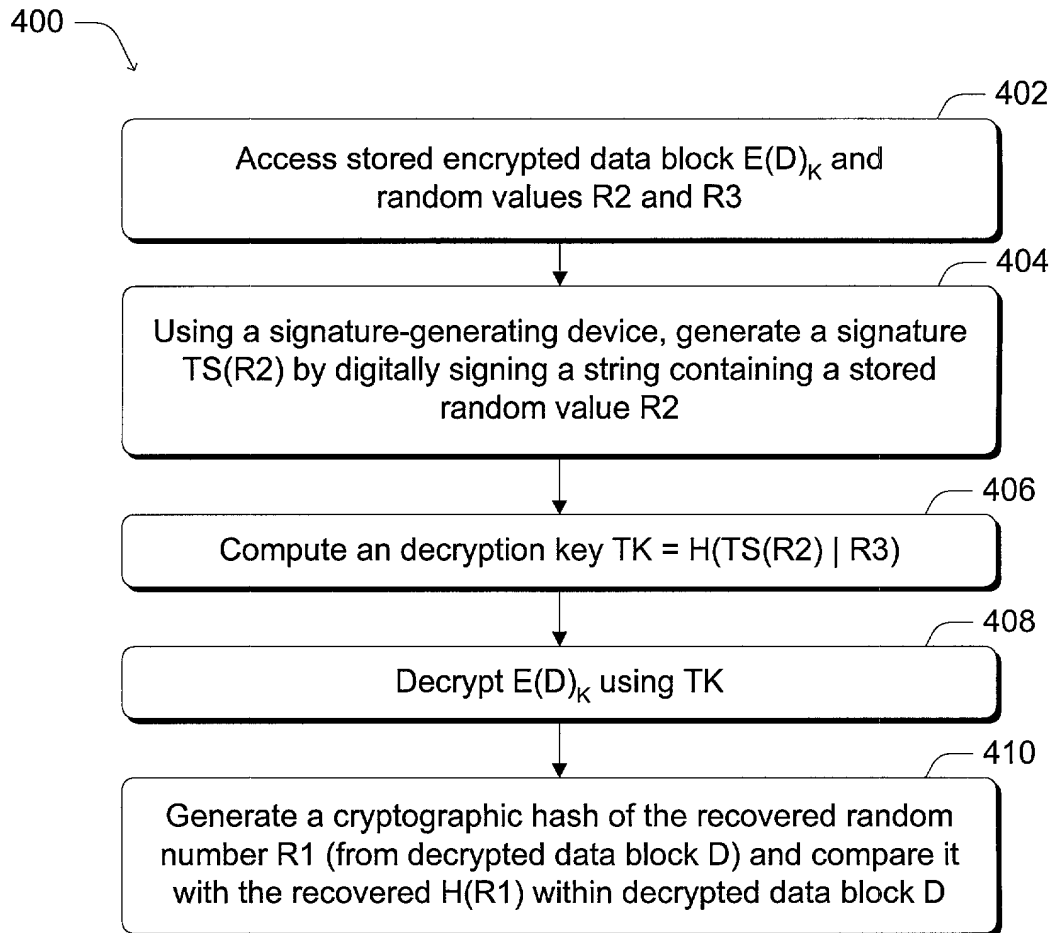 400
402
Access stored encrypted data block E(D)K and
random values R2 and R3
404
Using a signature-generating device, generate a signature
TS(R2) by digitally signing a string containing a stored
random value R2
406
Compute an decryption key TK = H(TS(R2) | R3)
408
Decrypt E(D)K using TK
410
Generate a cryptographic hash of the recovered random
number R1 (from decrypted data block D) and compare it
with the recovered H(R1) within decrypted data block D